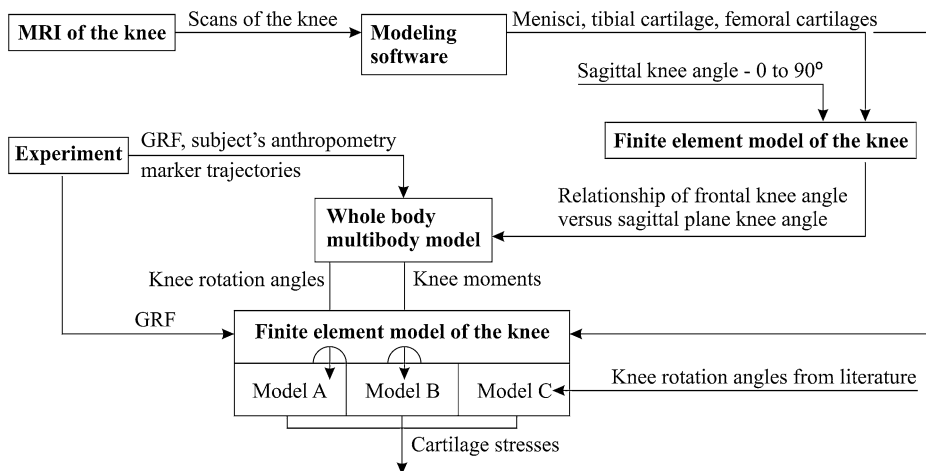 Scans of the knee
Menisci, tibial cartilage, femoral cartilages
MRI of the knee
Modeling
software
Sagittal knee angle - 0 to 90º
GRF, subject's anthropometry
Experiment
marker trajectories
Finite element model of the knee
Relationship of frontal knee angle
versus sagittal plane knee angle
Whole body
multibody model
Knee rotation angles
Knee moments
GRF
Finite element model of the knee
Model A
Model B
Model C
Knee rotation angles from literature
Cartilage stresses